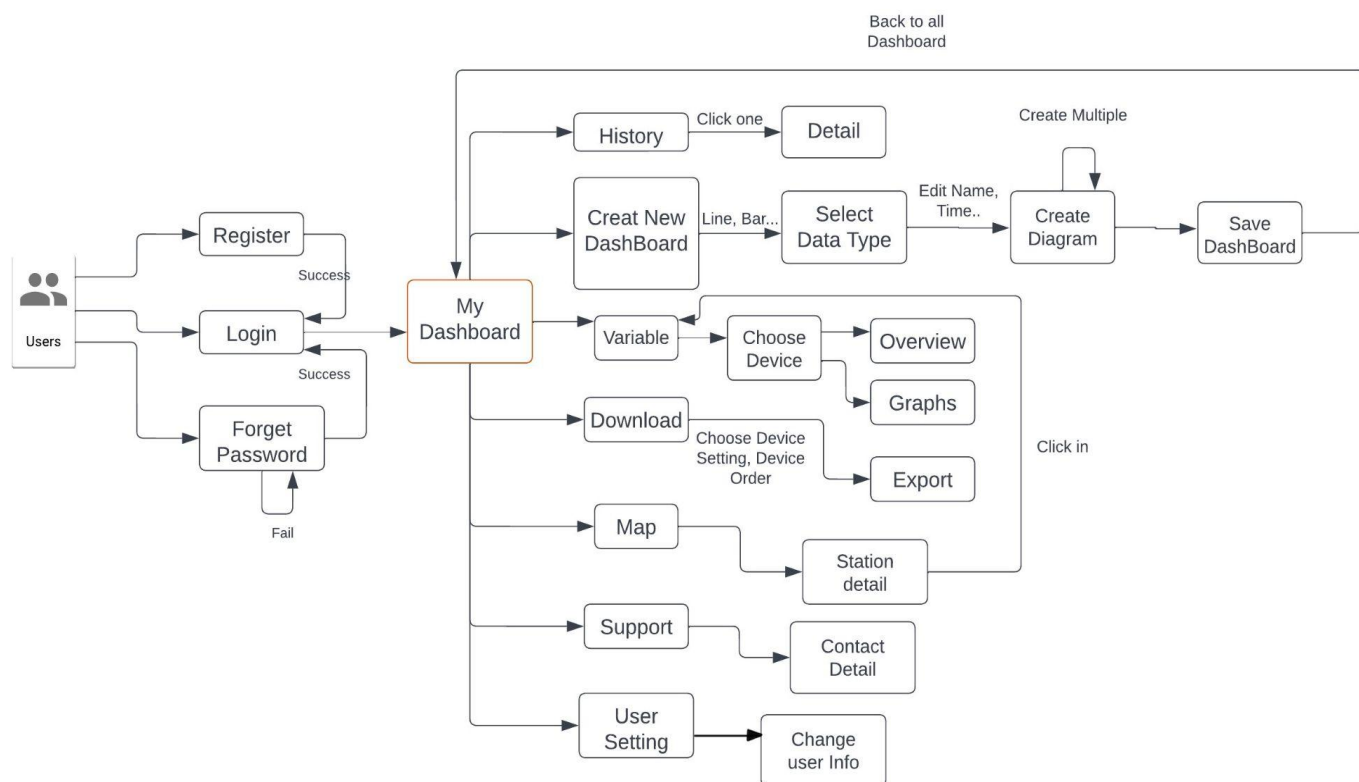 Back to all
Dashboard
History
Click one
Detail
Create Multiple
Creat New
DashBoard
Line, Bar...
Select
Data Type
Edit Name,
Time..
Create
Diagram
Save
DashBoard
Register
Success
Users
Login
My
Dashboard
Variable
Choose
Device
Overview
Graphs
Success
Forget
Password
Fail
Download
Choose Device
Setting, Device
Order
Export
Click in
Map
Station
detail
Support
Contact
Detail
User
Setting
Change
user Info